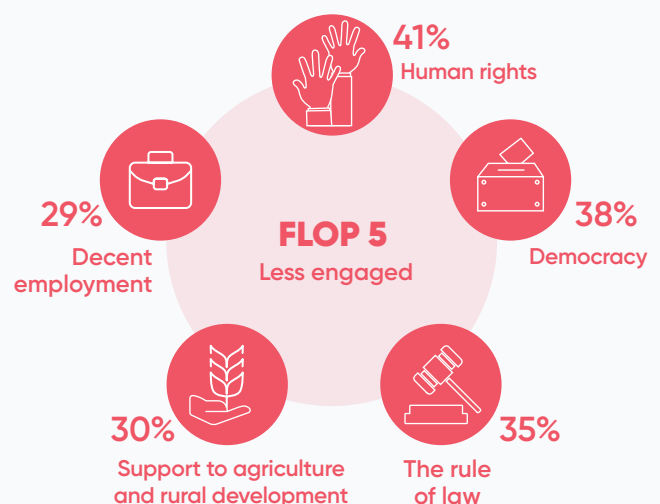 41%
Human rights
38%
Democracy
35%
The rule
of law
30%
Support to agriculture
and rural development
29%
Decent
employment
FLOP 5
Less engaged